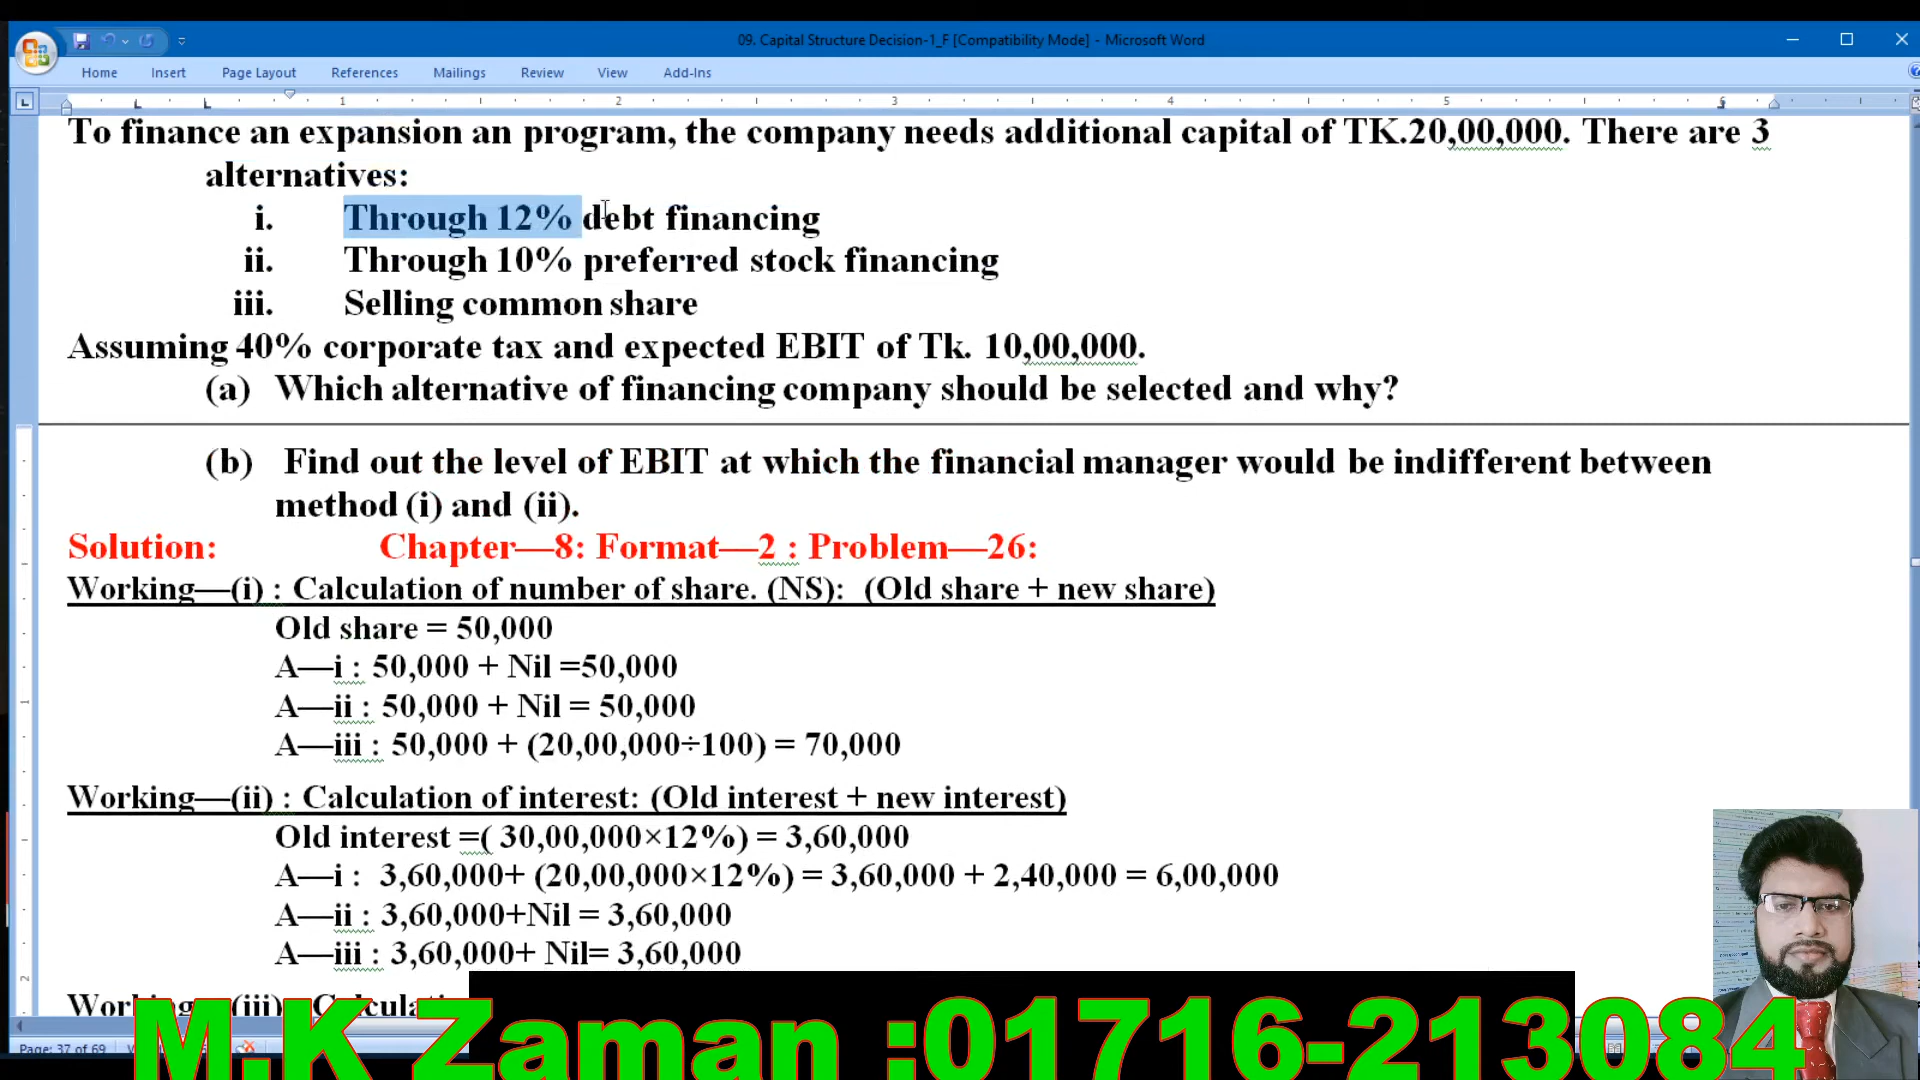 09. Capital Structure Decision-1_F [Compatibility Mode] - Microsoft Word
Home Insert Page Layout References Mailings Review View Add-Ins
1 2 3 4 5 6
To finance an expansion an program, the company needs additional capital of TK.20,00,000. There are 3
alternatives:
i. Through 12% debt financing
ii. Through 10% preferred stock financing
iii. Selling common share
Assuming 40% corporate tax and expected EBIT of Tk. 10,00,000.
(a) Which alternative of financing company should be selected and why?
(b) Find out the level of EBIT at which the financial manager would be indifferent between
method (i) and (ii).
Solution: Chapter—8: Format—2 : Problem—26:
Working—(i) : Calculation of number of share. (NS): (Old share + new share)
Old share = 50,000
A—i : 50,000 + Nil =50,000
A—ii : 50,000 + Nil = 50,000
A—iii : 50,000 + (20,00,000÷100) = 70,000
Working—(ii) : Calculation of interest: (Old interest + new interest)
Old interest =( 30,00,000×12%) = 3,60,000
A—i : 3,60,000+ (20,00,000×12%) = 3,60,000 + 2,40,000 = 6,00,000
A—ii : 3,60,000+Nil = 3,60,000
A—iii : 3,60,000+ Nil= 3,60,000
Working—(iii)
Page: 37 of 69
M.K Zaman :01716-213084